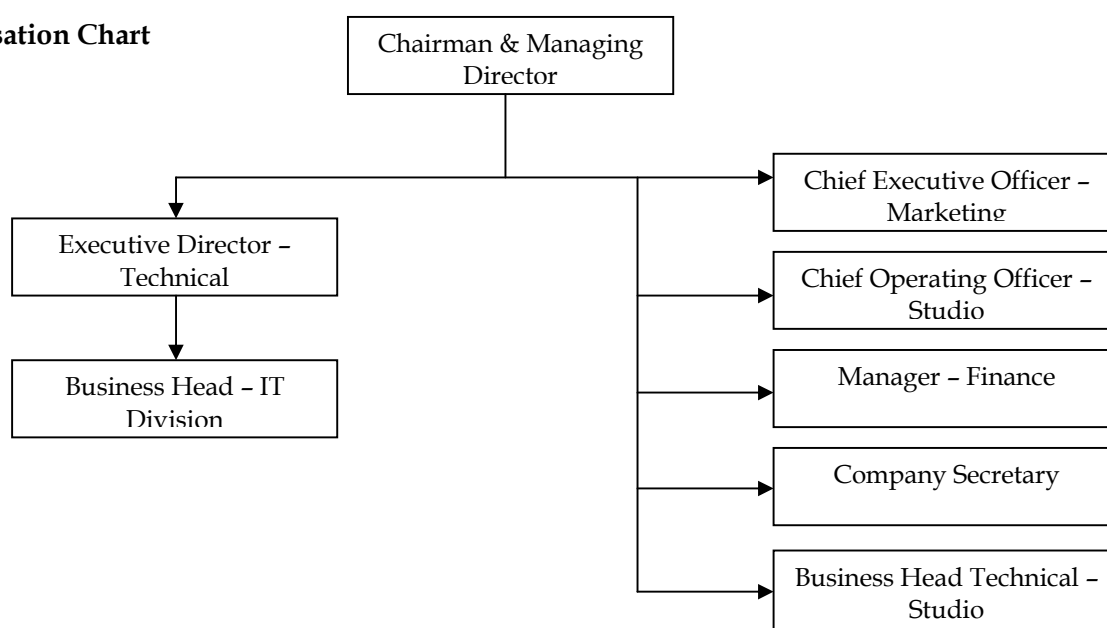 sation Chart
Chairman & Managing
Director
Executive Director –
Technical
Business Head – IT
Division
Chief Executive Officer –
Marketing
Chief Operating Officer –
Studio
Manager – Finance
Company Secretary
Business Head Technical –
Studio